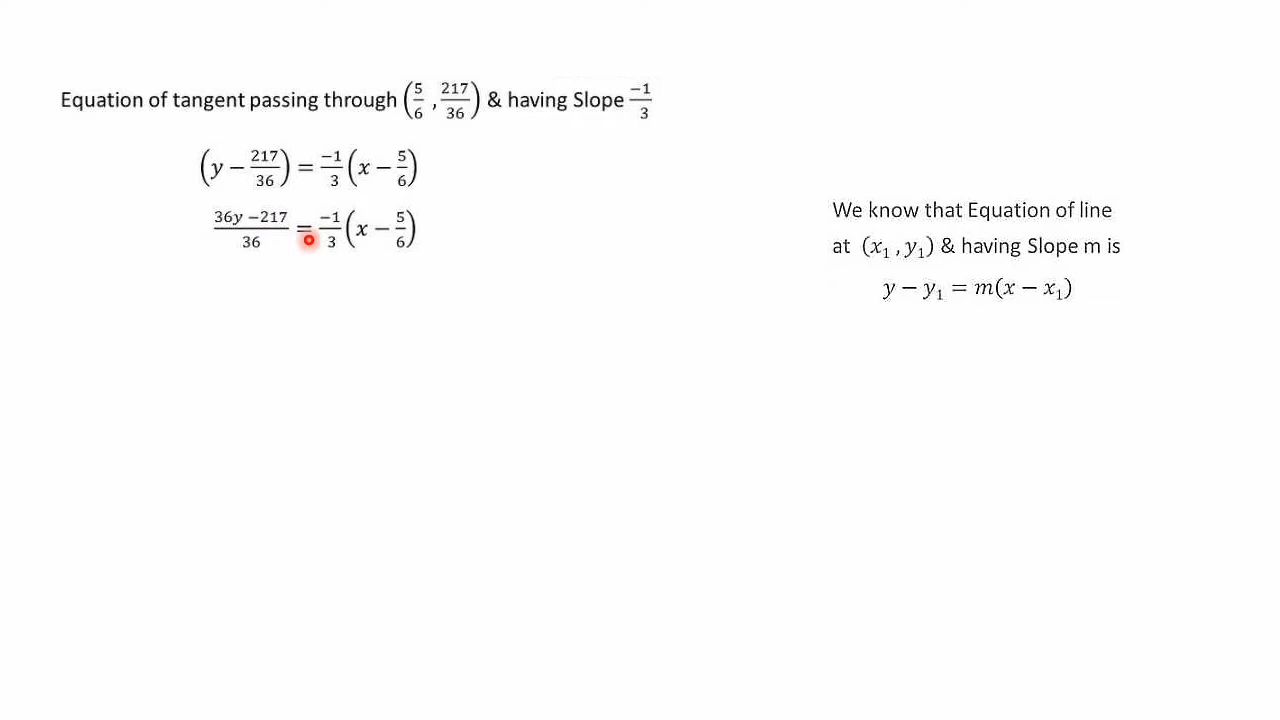 Equation of tangent passing through (5/6 , 217/36) & having Slope −1/3
(y − 217/36) = −1/3 (x − 5/6)
36y −217/36 = −1/3 (x − 5/6)
We know that Equation of line
at (x₁ , y₁) & having Slope m is
y − y₁ = m(x − x₁)